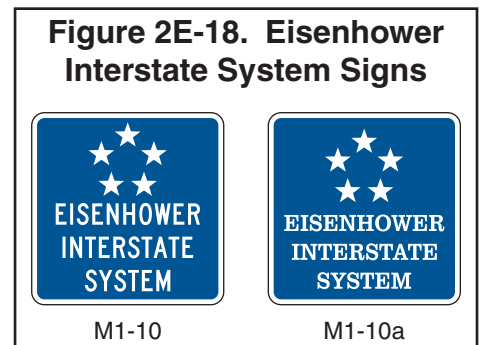 Figure 2E-18. Eisenhower
Interstate System Signs
EISENHOWER
INTERSTATE
SYSTEM
M1-10
EISENHOWER
INTERSTATE
SYSTEM
M1-10a